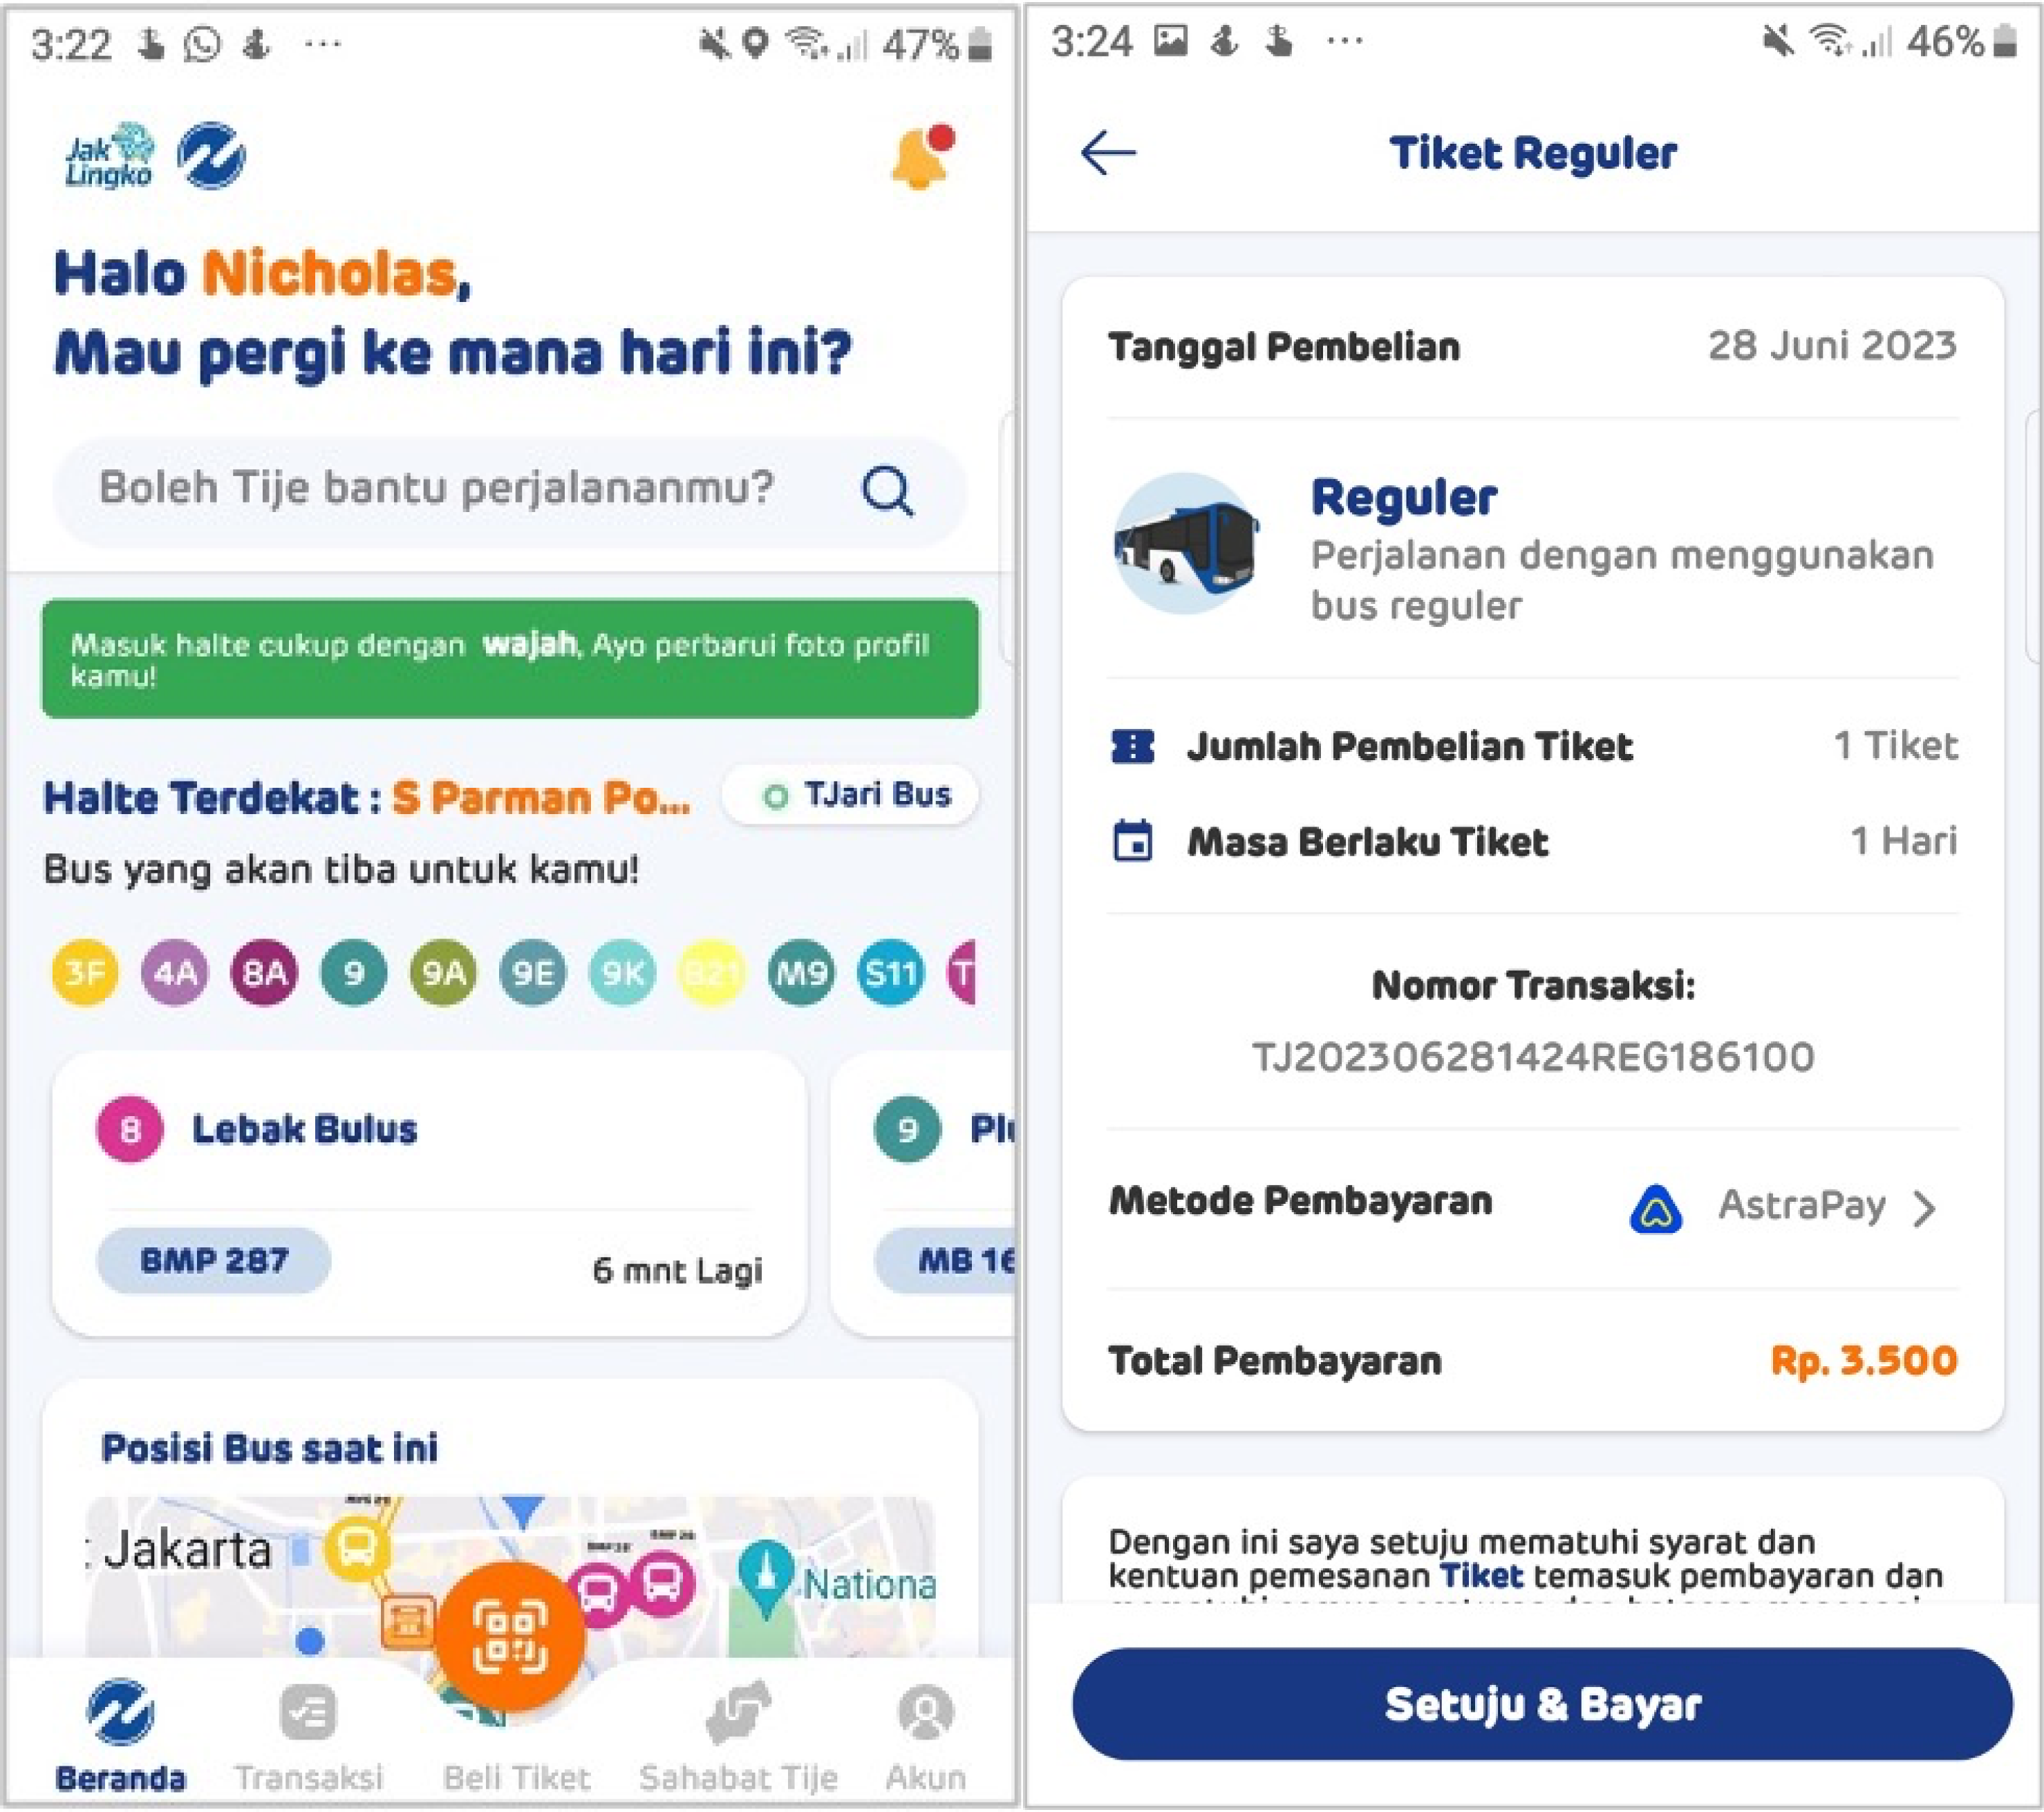 3:22
47%
Jak
Lingko
Halo Nicholas,
Mau pergi ke mana hari ini?
Boleh Tije bantu perjalananmu?
Masuk halte cukup dengan wajah, Ayo perbarui foto profil
kamu!
Halte Terdekat : S Parman Po...
TJari Bus
Bus yang akan tiba untuk kamu!
3F 4A 8A 9 9A 9E 9K B21 M9 S11 T
8 Lebak Bulus
BMP 287
6 mnt Lagi
9
MB 16
Posisi Bus saat ini
Jakarta
Nationa
Beranda
Transaksi
Beli Tiket
Sahabat Tije
Akun
3:24
46%
Tiket Reguler
Tanggal Pembelian
28 Juni 2023
Reguler
Perjalanan dengan menggunakan
bus reguler
Jumlah Pembelian Tiket
1 Tiket
Masa Berlaku Tiket
1 Hari
Nomor Transaksi:
TJ202306281424REG186100
Metode Pembayaran
AstraPay
Total Pembayaran
Rp. 3.500
Dengan ini saya setuju mematuhi syarat dan
kentuan pemesanan Tiket temasuk pembayaran dan
Setuju & Bayar